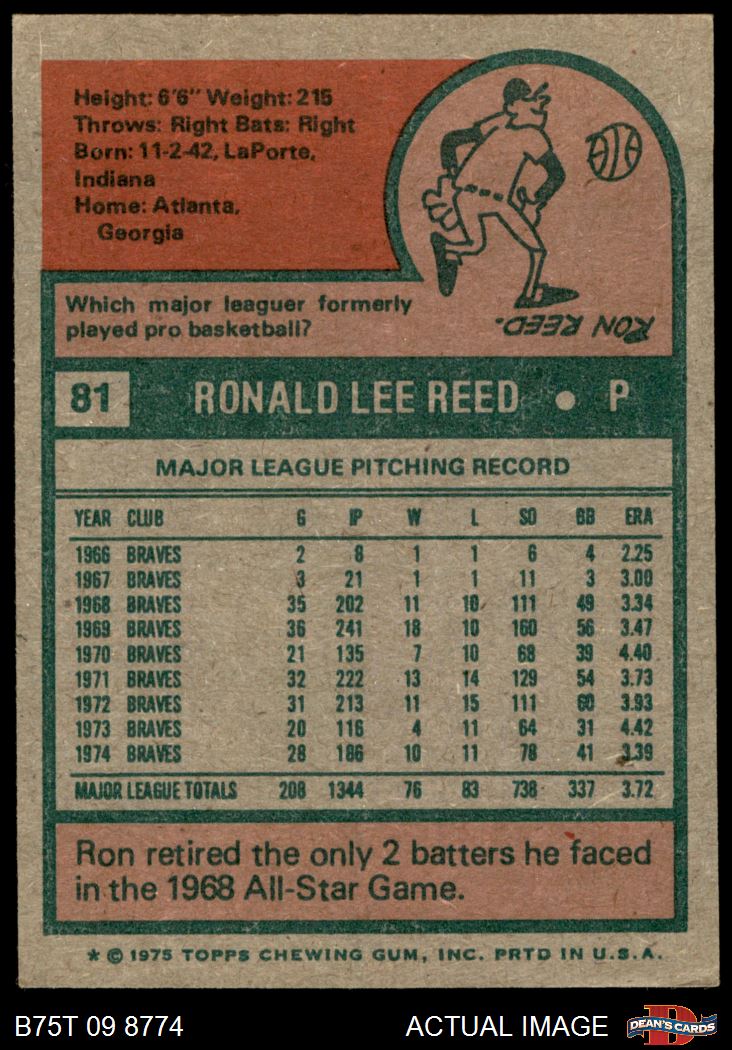 Height: 6'6" Weight: 215
Throws: Right Bats: Right
Born: 11-2-42, LaPorte,
Indiana
Home: Atlanta,
Georgia
Which major leaguer formerly
played pro basketball?
RON REED.
81 RONALD LEE REED • P
MAJOR LEAGUE PITCHING RECORD
YEAR CLUB G IP W L SO BB ERA
1966 BRAVES 2 8 1 1 6 4 2.25
1967 BRAVES 3 21 1 1 11 3 3.00
1968 BRAVES 35 202 11 10 111 49 3.34
1969 BRAVES 36 241 18 10 160 56 3.47
1970 BRAVES 21 135 7 10 68 39 4.40
1971 BRAVES 32 222 13 14 129 54 3.73
1972 BRAVES 31 213 11 15 111 60 3.93
1973 BRAVES 20 116 4 11 64 31 4.42
1974 BRAVES 28 186 10 11 78 41 3.39
MAJOR LEAGUE TOTALS 208 1344 76 83 738 337 3.72
Ron retired the only 2 batters he faced
in the 1968 All-Star Game.
* © 1975 TOPPS CHEWING GUM, INC. PRTD IN U.S.A.
B75T 09 8774 ACTUAL IMAGE D DEAN'S CARDS